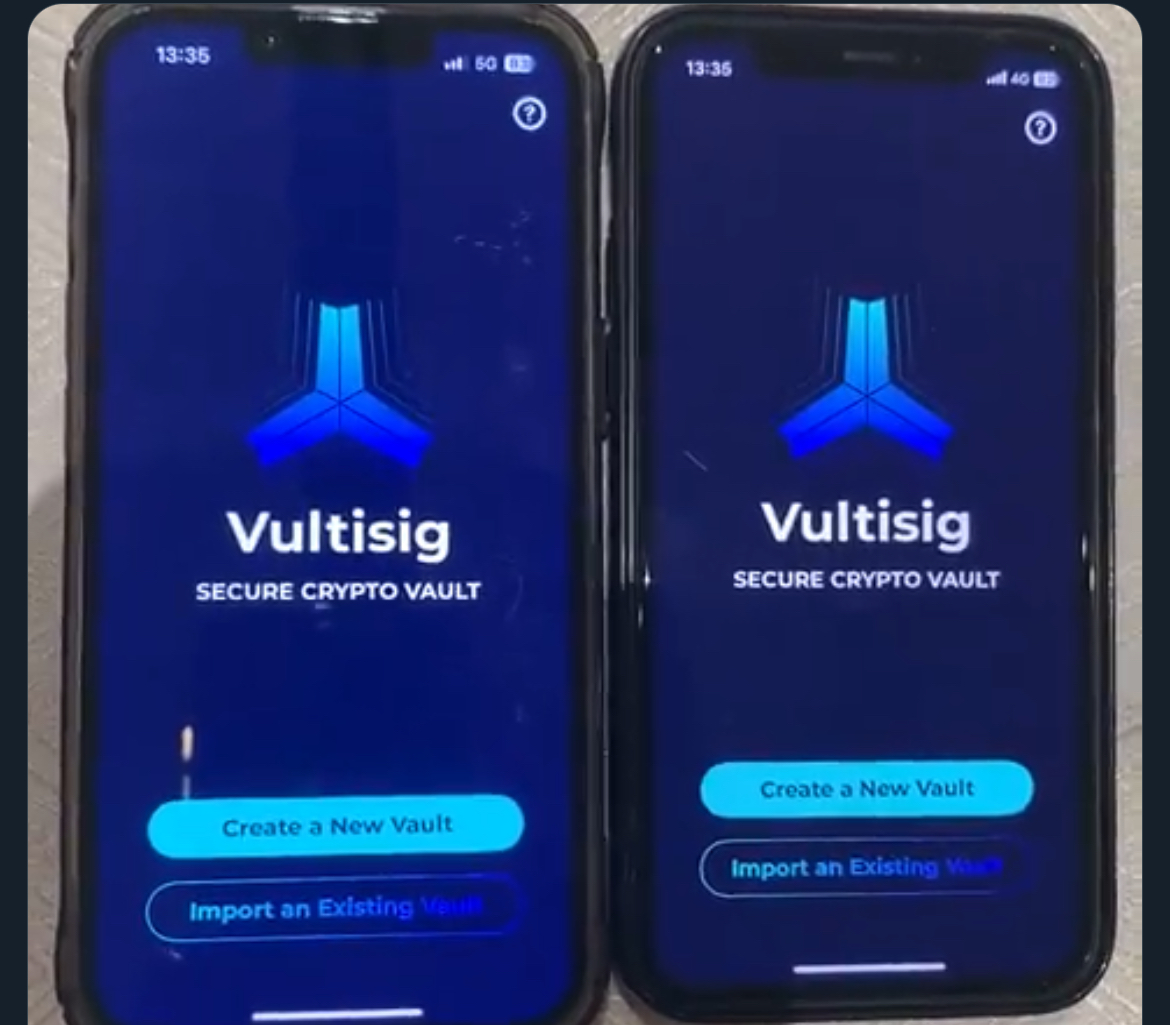 13:35
5G
?
Vultisig
SECURE CRYPTO VAULT
Create a New Vault
Import an Existing Vault
13:35
4G
?
Vultisig
SECURE CRYPTO VAULT
Create a New Vault
Import an Existing Vault